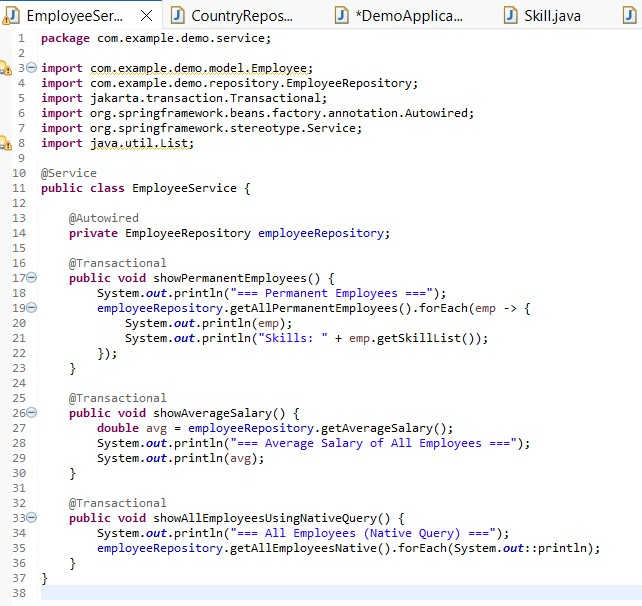 EmployeeSer...
CountryRepos...
*DemoApplica...
Skill.java
1 package com.example.demo.service;
2
3 import com.example.demo.model.Employee;
4 import com.example.demo.repository.EmployeeRepository;
5 import jakarta.transaction.Transactional;
6 import org.springframework.beans.factory.annotation.Autowired;
7 import org.springframework.stereotype.Service;
8 import java.util.List;
9
10 @Service
11 public class EmployeeService {
12
13     @Autowired
14     private EmployeeRepository employeeRepository;
15
16     @Transactional
17     public void showPermanentEmployees() {
18         System.out.println("=== Permanent Employees ===");
19         employeeRepository.getAllPermanentEmployees().forEach(emp -> {
20             System.out.println(emp);
21             System.out.println("Skills: " + emp.getSkillList());
22         });
23     }
24
25     @Transactional
26     public void showAverageSalary() {
27         double avg = employeeRepository.getAverageSalary();
28         System.out.println("=== Average Salary of All Employees ===");
29         System.out.println(avg);
30     }
31
32     @Transactional
33     public void showAllEmployeesUsingNativeQuery() {
34         System.out.println("=== All Employees (Native Query) ===");
35         employeeRepository.getAllEmployeesNative().forEach(System.out::println);
36     }
37 }
38